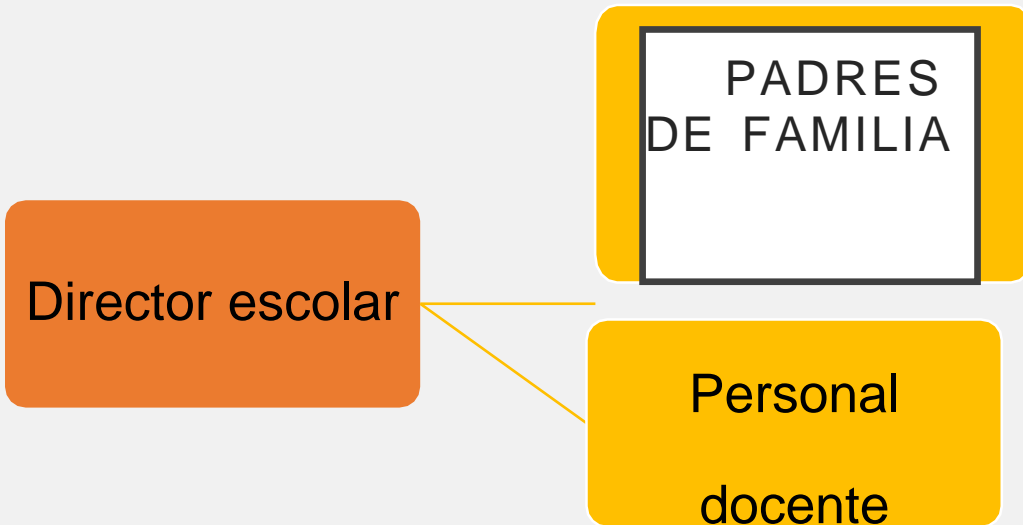 PADRES
DE FAMILIA
Director escolar
Personal
docente